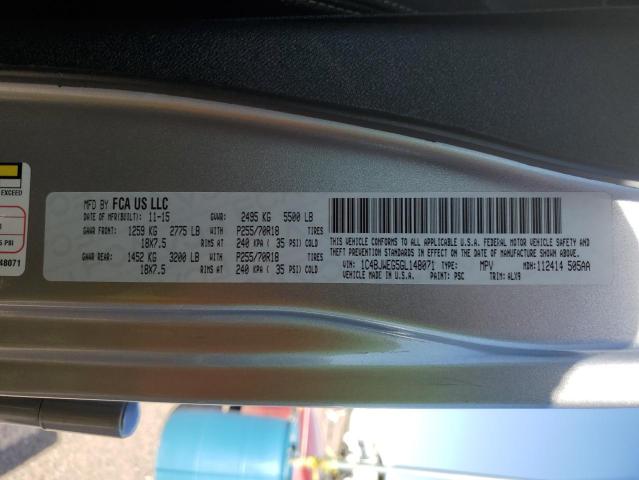 EXCEED
PSI
48071
MFD BY FCA US LLC
DATE OF MFR(BUILT): 11-15 GVWR: 2495 KG 5500 LB
GAWR FRONT: 1259 KG 2775 LB WITH P255/70R18 TIRES
18X7.5 RIMS AT 240 KPA ( 35 PSI) COLD
GAWR REAR: 1452 KG 3200 LB WITH P255/70R18 TIRES
18X7.5 RIMS AT 240 KPA ( 35 PSI) COLD
THIS VEHICLE CONFORMS TO ALL APPLICABLE U.S.A. FEDERAL MOTOR VEHICLE SAFETY, BUMPER, AND
THEFT PREVENTION STANDARDS IN EFFECT ON THE DATE OF MANUFACTURE SHOWN ABOVE.
VIN: 1C4BJWEG5GL148071 TYPE: MPV MDH: 112414 505AA
VEHICLE MADE IN U.S.A. PAINT: PSC TRIM: ALX9